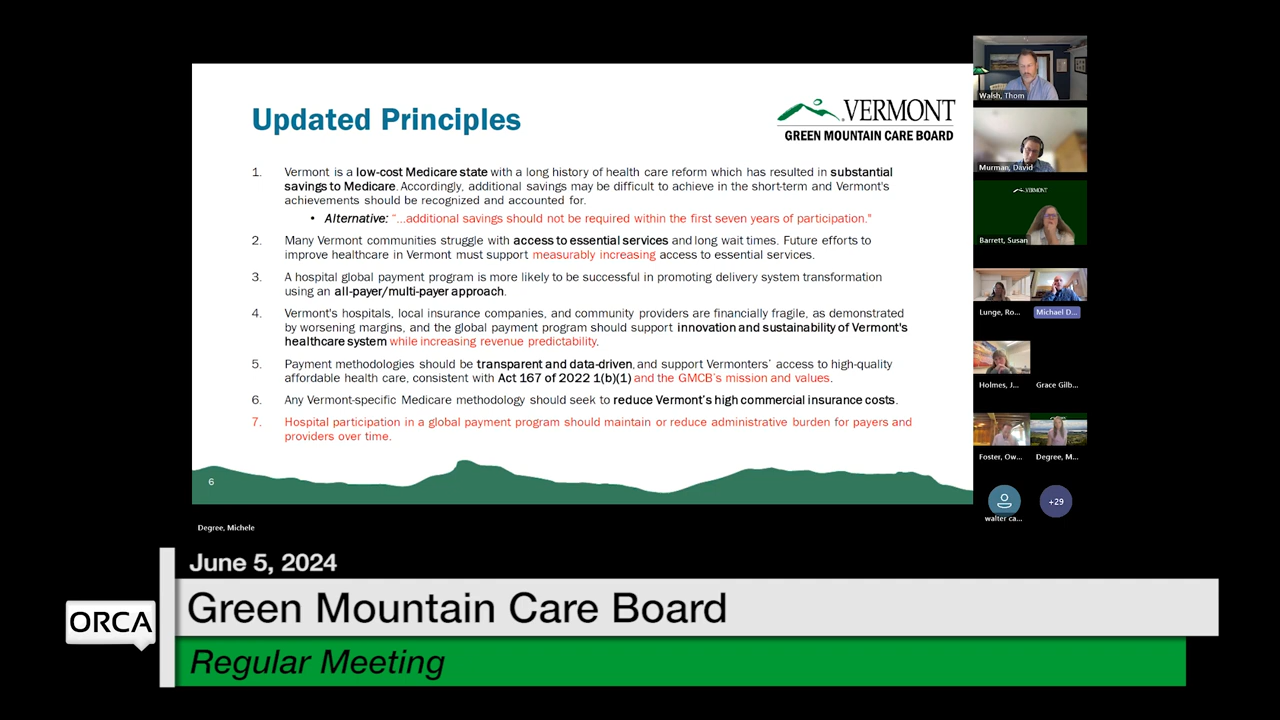 Updated Principles
VERMONT
GREEN MOUNTAIN CARE BOARD
1. Vermont is a low-cost Medicare state with a long history of health care reform which has resulted in substantial
savings to Medicare. Accordingly, additional savings may be difficult to achieve in the short-term and Vermont's
achievements should be recognized and accounted for.
• Alternative: "...additional savings should not be required within the first seven years of participation."
2. Many Vermont communities struggle with access to essential services and long wait times. Future efforts to
improve healthcare in Vermont must support measurably increasing access to essential services.
3. A hospital global payment program is more likely to be successful in promoting delivery system transformation
using an all-payer/multi-payer approach.
4. Vermont's hospitals, local insurance companies, and community providers are financially fragile, as demonstrated
by worsening margins, and the global payment program should support innovation and sustainability of Vermont's
healthcare system while increasing revenue predictability.
5. Payment methodologies should be transparent and data-driven, and support Vermonters' access to high-quality
affordable health care, consistent with Act 167 of 2022 1(b)(1) and the GMCB's mission and values.
6. Any Vermont-specific Medicare methodology should seek to reduce Vermont's high commercial insurance costs.
7. Hospital participation in a global payment program should maintain or reduce administrative burden for payers and
providers over time.
6
Walsh, Thom
Murman, David
VERMONT
Barrett, Susan
Lunge, Ro... Michael D...
Holmes, J... Grace Gilb...
Foster, Ow... Degree, M...
walter ca... +29
Degree, Michele
June 5, 2024
Green Mountain Care Board
ORCA
Regular Meeting